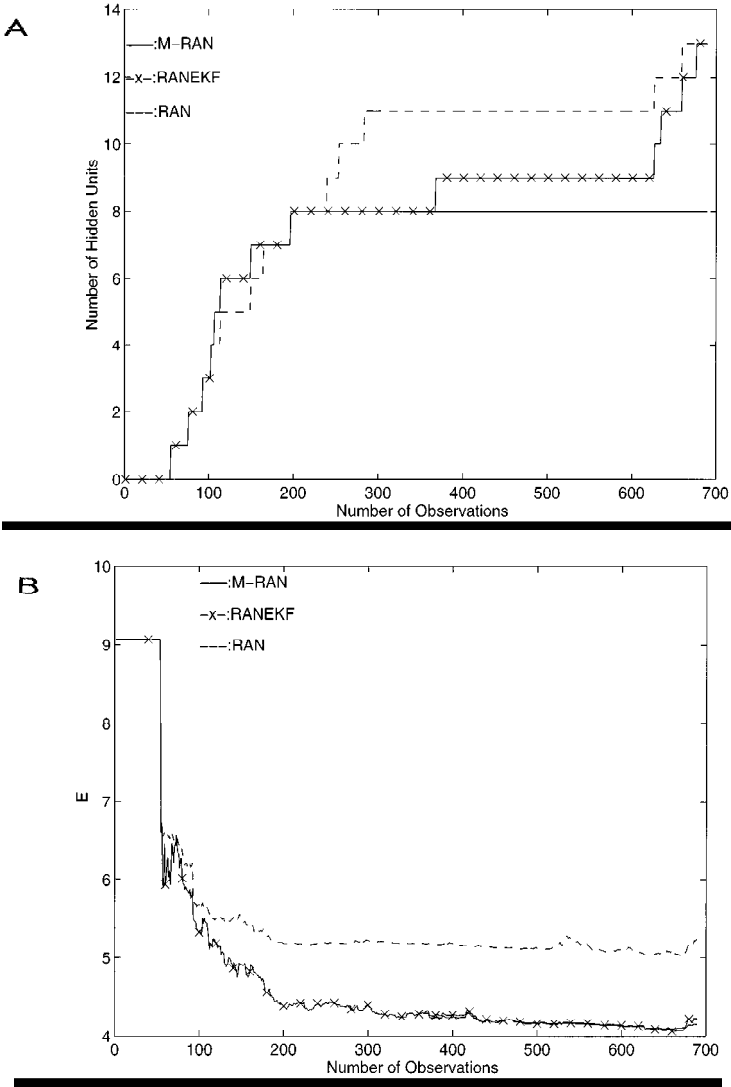 A
14
12
10
8
6
4
2
0
Number of Hidden Units
—:M–RAN
–x–:RANEKF
−−−:RAN
0 100 200 300 400 500 600 700
Number of Observations
B
10
9
8
7
6
5
4
E
—:M–RAN
–x–:RANEKF
−−−:RAN
0 100 200 300 400 500 600 700
Number of Observations